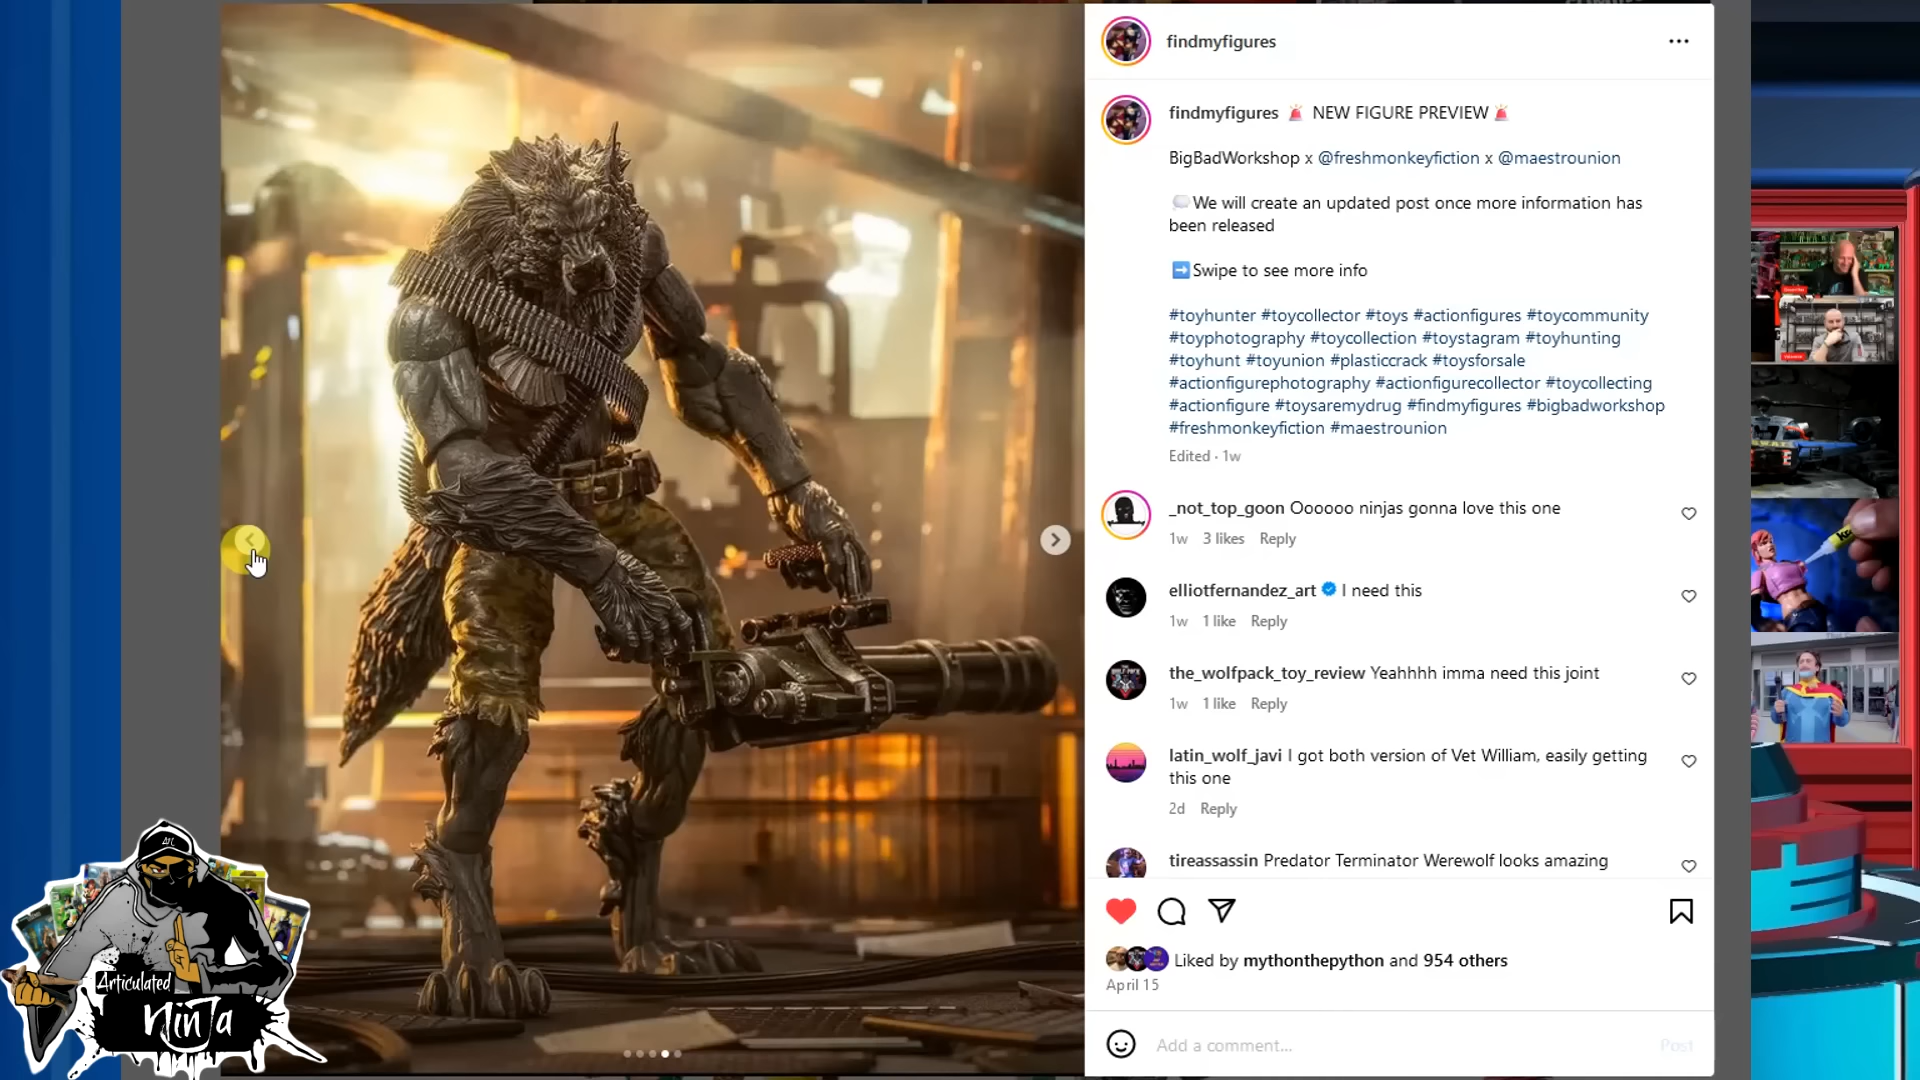 findmyfigures
findmyfigures 🚨 NEW FIGURE PREVIEW 🚨
BigBadWorkshop x @freshmonkeyfiction x @maestrounion
💬We will create an updated post once more information has
been released
➡️Swipe to see more info
#toyhunter #toycollector #toys #actionfigures #toycommunity
#toyphotography #toycollection #toystagram #toyhunting
#toyhunt #toyunion #plasticcrack #toysforsale
#actionfigurephotography #actionfigurecollector #toycollecting
#actionfigure #toysaremydrug #findmyfigures #bigbadworkshop
#freshmonkeyfiction #maestrounion
Edited · 1w
_not_top_goon Oooooo ninjas gonna love this one
1w 3 likes Reply
elliotfernandez_art I need this
1w 1 like Reply
the_wolfpack_toy_review Yeahhhh imma need this joint
1w 1 like Reply
latin_wolf_javi I got both version of Vet William, easily getting
this one
2d Reply
tireassassin Predator Terminator Werewolf looks amazing
Liked by mythonthepython and 954 others
April 15
Add a comment...
Post
Articulated
NinJa